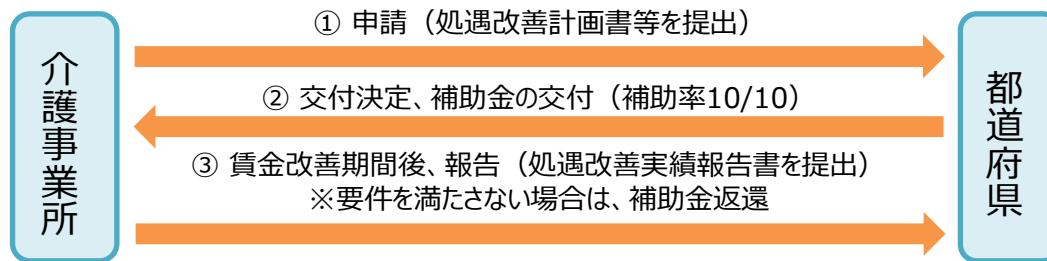 介護事業所
① 申請（処遇改善計画書等を提出）
② 交付決定、補助金の交付（補助率10/10）
③ 賃金改善期間後、報告（処遇改善実績報告書を提出）
※要件を満たさない場合は、補助金返還
都道府県